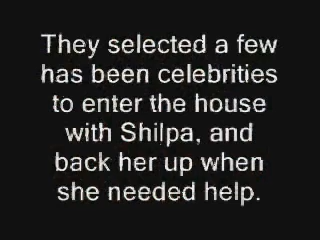 They selected a few
has been celebrities
to enter the house
with Shilpa, and
back her up when
she needed help.